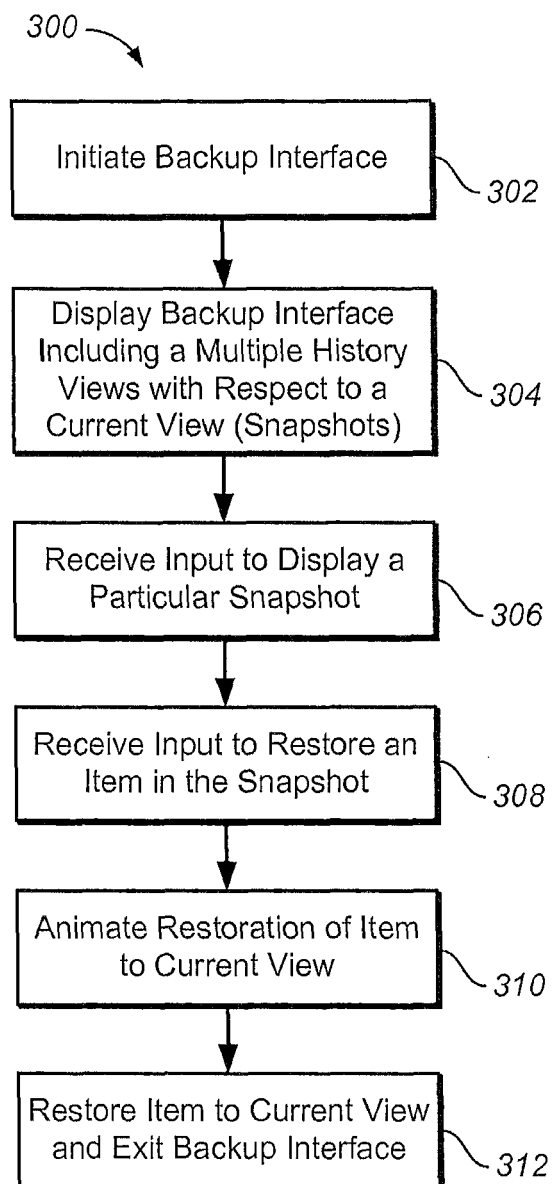 300
Initiate Backup Interface
302
Display Backup Interface
Including a Multiple History
Views with Respect to a
Current View (Snapshots)
304
Receive Input to Display a
Particular Snapshot
306
Receive Input to Restore an
Item in the Snapshot
308
Animate Restoration of Item
to Current View
310
Restore Item to Current View
and Exit Backup Interface
312